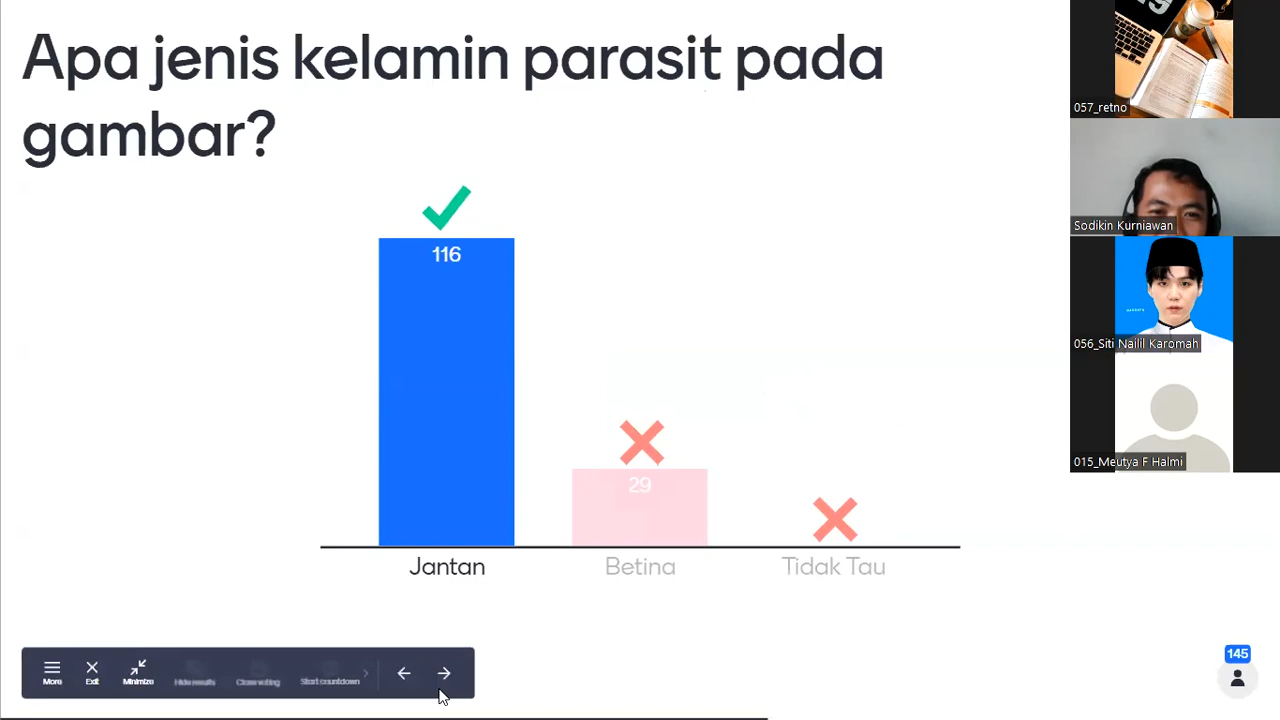 Apa jenis kelamin parasit pada
gambar?
116
29
Jantan
Betina
Tidak Tau
More
Exit
Minimize
Hide results
Close voting
Start countdown
145
057_retno
Sodikin Kurniawan
056_Siti Nailil Karomah
015_Meutya F Halmi